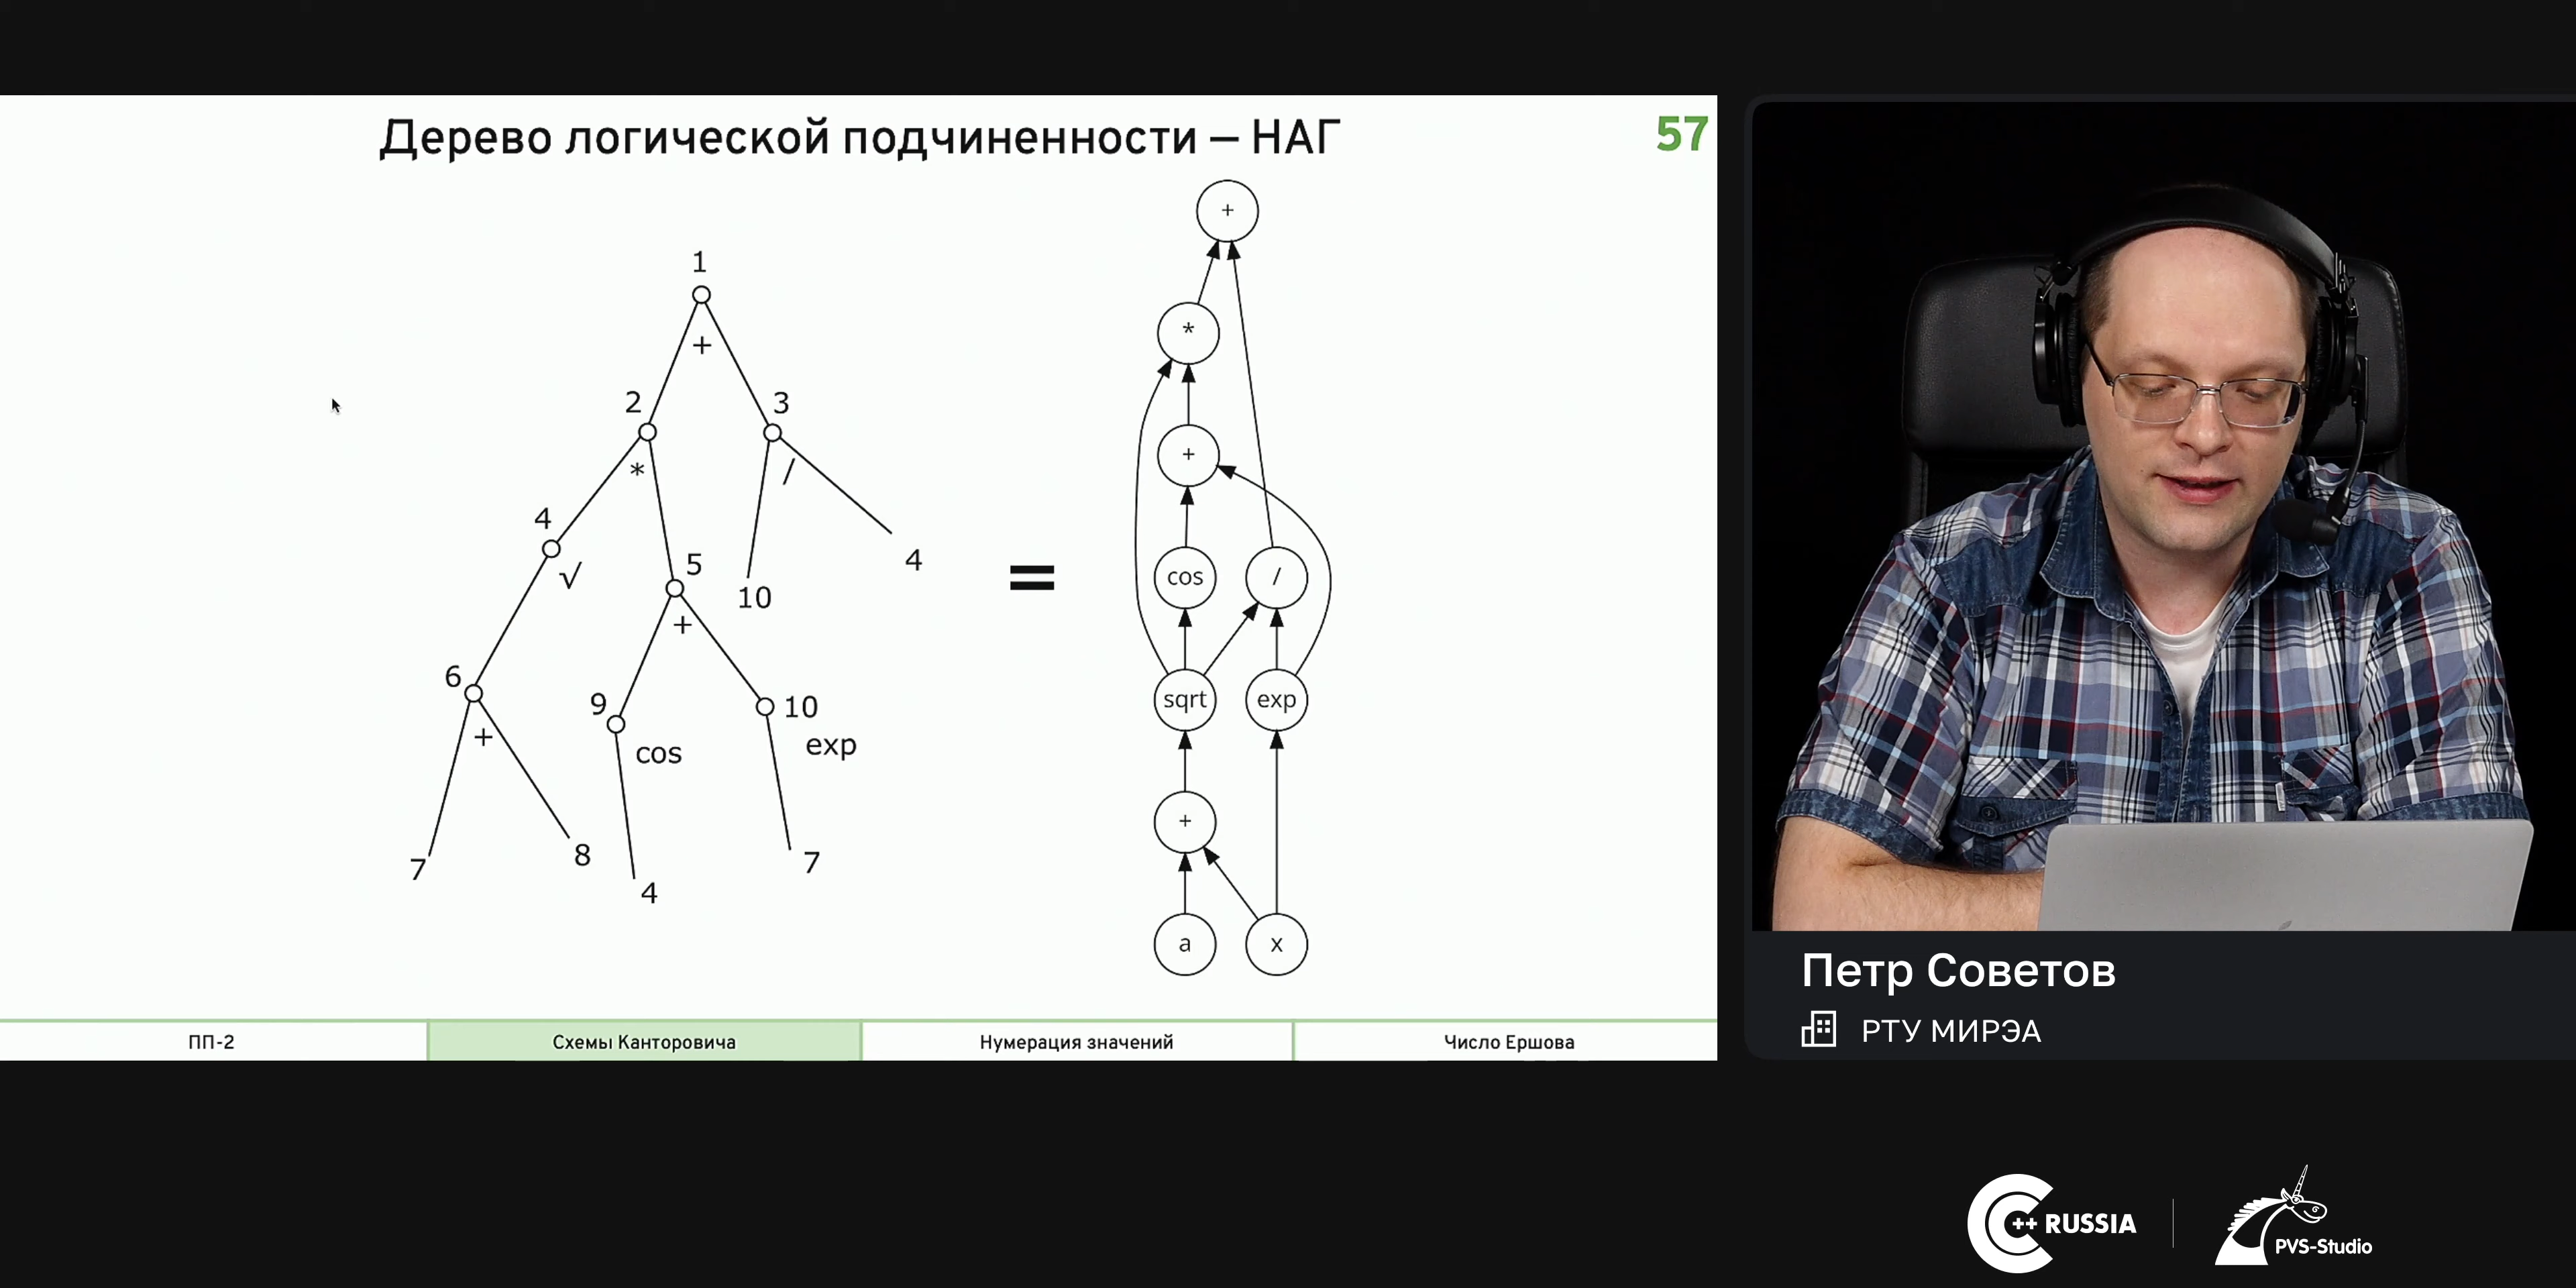 Дерево логической подчиненности — НАГ
57
1
+
2
3
*
/
4
√
5
+
10
4
6
+
9
cos
10
exp
7
8
4
7
=
+
*
+
cos
/
sqrt
exp
+
a
x
ПП-2
Схемы Канторовича
Нумерация значений
Число Ершова
Петр Советов
РТУ МИРЭА
C++ RUSSIA
PVS-Studio